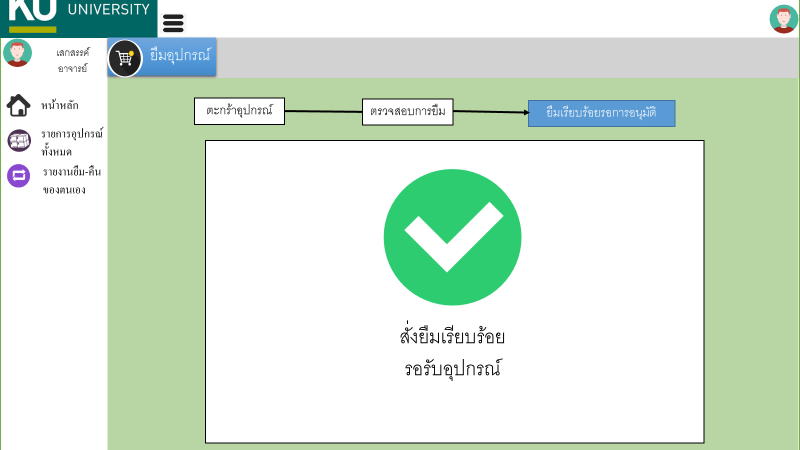 KU UNIVERSITY
เสกสรรค์
อาจารย์
ยืมอุปกรณ์
หน้าหลัก
รายการอุปกรณ์
ทั้งหมด
รายงานยืม-คืน
ของตนเอง
ตะกร้าอุปกรณ์
ตรวจสอบการยืม
ยืมเรียบร้อยรอการอนุมัติ
สั่งยืมเรียบร้อย
รอรับอุปกรณ์